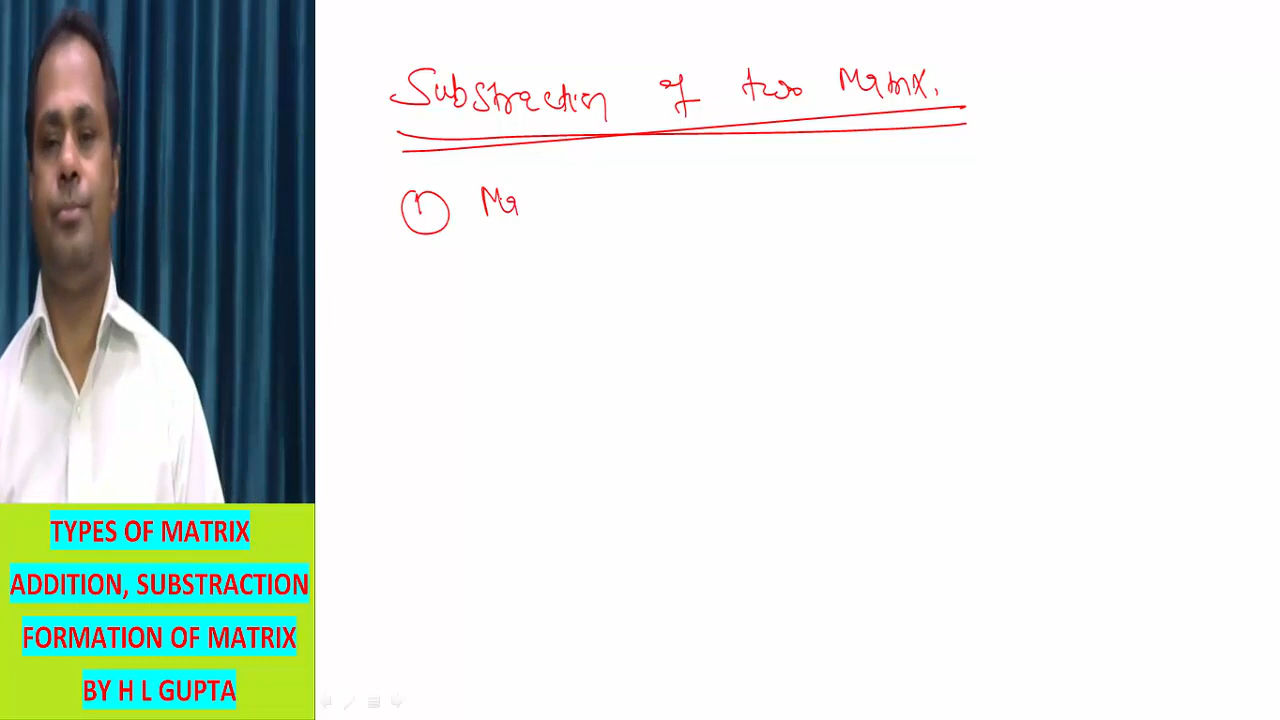 Substraction of two Matrix.
① Ma
TYPES OF MATRIX
ADDITION, SUBSTRACTION
FORMATION OF MATRIX
BY H L GUPTA